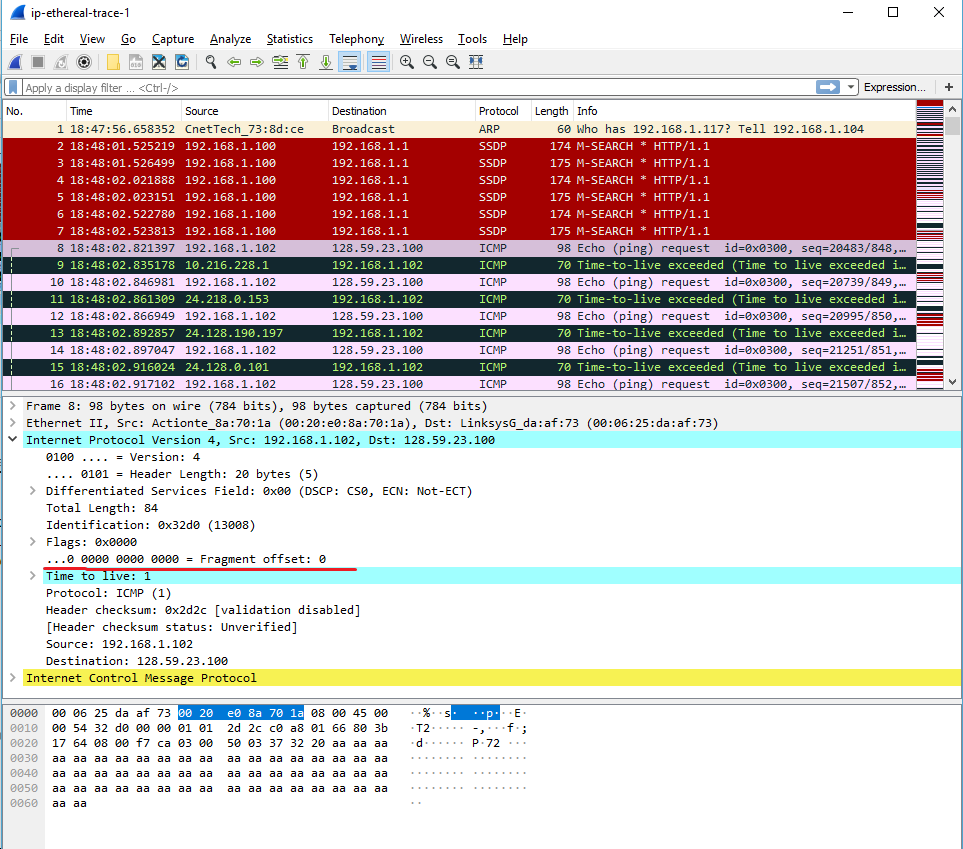 ip-ethereal-trace-1
File Edit View Go Capture Analyze Statistics Telephony Wireless Tools Help
Apply a display filter ... <Ctrl-/> Expression... +
No. Time Source Destination Protocol Length Info
1 18:47:56.658352 CnetTech_73:8d:ce Broadcast ARP 60 Who has 192.168.1.117? Tell 192.168.1.104
2 18:48:01.525219 192.168.1.100 192.168.1.1 SSDP 174 M-SEARCH * HTTP/1.1
3 18:48:01.526499 192.168.1.100 192.168.1.1 SSDP 175 M-SEARCH * HTTP/1.1
4 18:48:02.021888 192.168.1.100 192.168.1.1 SSDP 174 M-SEARCH * HTTP/1.1
5 18:48:02.023151 192.168.1.100 192.168.1.1 SSDP 175 M-SEARCH * HTTP/1.1
6 18:48:02.522780 192.168.1.100 192.168.1.1 SSDP 174 M-SEARCH * HTTP/1.1
7 18:48:02.523813 192.168.1.100 192.168.1.1 SSDP 175 M-SEARCH * HTTP/1.1
8 18:48:02.821397 192.168.1.102 128.59.23.100 ICMP 98 Echo (ping) request id=0x0300, seq=20483/848,…
9 18:48:02.835178 10.216.228.1 192.168.1.102 ICMP 70 Time-to-live exceeded (Time to live exceeded i…
10 18:48:02.846981 192.168.1.102 128.59.23.100 ICMP 98 Echo (ping) request id=0x0300, seq=20739/849,…
11 18:48:02.861309 24.218.0.153 192.168.1.102 ICMP 70 Time-to-live exceeded (Time to live exceeded i…
12 18:48:02.866949 192.168.1.102 128.59.23.100 ICMP 98 Echo (ping) request id=0x0300, seq=20995/850,…
13 18:48:02.892857 24.128.190.197 192.168.1.102 ICMP 70 Time-to-live exceeded (Time to live exceeded i…
14 18:48:02.897047 192.168.1.102 128.59.23.100 ICMP 98 Echo (ping) request id=0x0300, seq=21251/851,…
15 18:48:02.916024 24.128.0.101 192.168.1.102 ICMP 70 Time-to-live exceeded (Time to live exceeded i…
16 18:48:02.917102 192.168.1.102 128.59.23.100 ICMP 98 Echo (ping) request id=0x0300, seq=21507/852,…
Frame 8: 98 bytes on wire (784 bits), 98 bytes captured (784 bits)
Ethernet II, Src: Actionte_8a:70:1a (00:20:e0:8a:70:1a), Dst: LinksysG_da:af:73 (00:06:25:da:af:73)
Internet Protocol Version 4, Src: 192.168.1.102, Dst: 128.59.23.100
0100 .... = Version: 4
.... 0101 = Header Length: 20 bytes (5)
Differentiated Services Field: 0x00 (DSCP: CS0, ECN: Not-ECT)
Total Length: 84
Identification: 0x32d0 (13008)
Flags: 0x0000
...0 0000 0000 0000 = Fragment offset: 0
Time to live: 1
Protocol: ICMP (1)
Header checksum: 0x2d2c [validation disabled]
[Header checksum status: Unverified]
Source: 192.168.1.102
Destination: 128.59.23.100
Internet Control Message Protocol
0000 00 06 25 da af 73 00 20 e0 8a 70 1a 08 00 45 00 ··%··s· ··p···E·
0010 00 54 32 d0 00 00 01 01 2d 2c c0 a8 01 66 80 3b ·T2····· -,···f·;
0020 17 64 08 00 f7 ca 03 00 50 03 37 32 20 aa aa aa ·d······ P·72 ···
0030 aa aa aa aa aa aa aa aa aa aa aa aa aa aa aa aa ········ ········
0040 aa aa aa aa aa aa aa aa aa aa aa aa aa aa aa aa ········ ········
0050 aa aa aa aa aa aa aa aa aa aa aa aa aa aa aa aa ········ ········
0060 aa aa ··